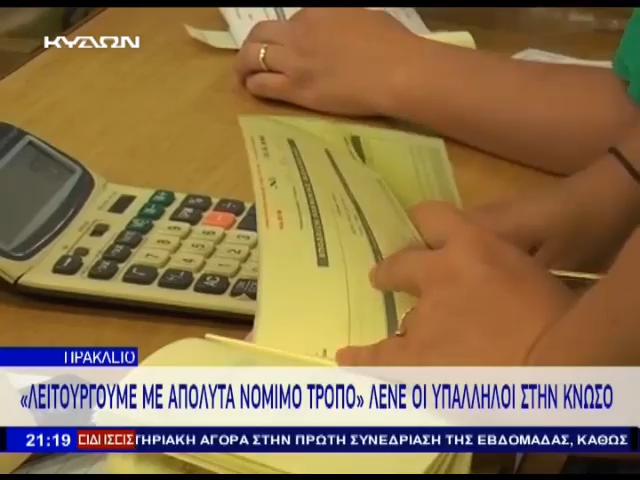 ΚΥΔΩΝ
ΗΡΑΚΛΕΙΟ
«ΛΕΙΤΟΥΡΓΟΥΜΕ ΜΕ ΑΠΟΛΥΤΑ ΝΟΜΙΜΟ ΤΡΟΠΟ» ΛΕΝΕ ΟΙ ΥΠΑΛΛΗΛΟΙ ΣΤΗΝ ΚΝΩΣΟ
21:19 ΕΙΔΗΣΕΙΣ ΤΗΡΙΑΚΗ ΑΓΟΡΑ ΣΤΗΝ ΠΡΩΤΗ ΣΥΝΕΔΡΙΑΣΗ ΤΗΣ ΕΒΔΟΜΑΔΑΣ, ΚΑΘΩΣ